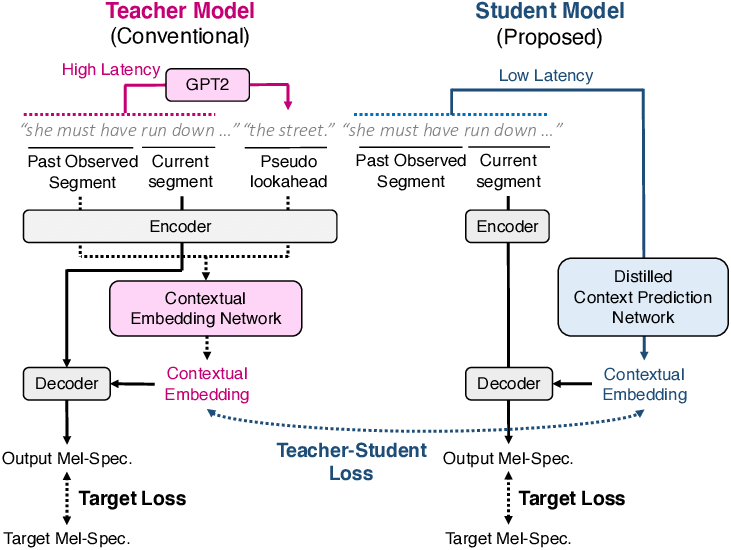 Teacher Model
(Conventional)
High Latency
GPT2
“she must have run down …” “the street.”
Past Observed
Segment
Current
segment
Pseudo
lookahead
Encoder
Contextual
Embedding Network
Decoder
Contextual
Embedding
Output Mel-Spec.
Target Loss
Target Mel-Spec.
Student Model
(Proposed)
Low Latency
“she must have run down …”
Past Observed
Segment
Current
segment
Encoder
Distilled
Context Prediction
Network
Decoder
Contextual
Embedding
Teacher-Student
Loss
Output Mel-Spec.
Target Loss
Target Mel-Spec.